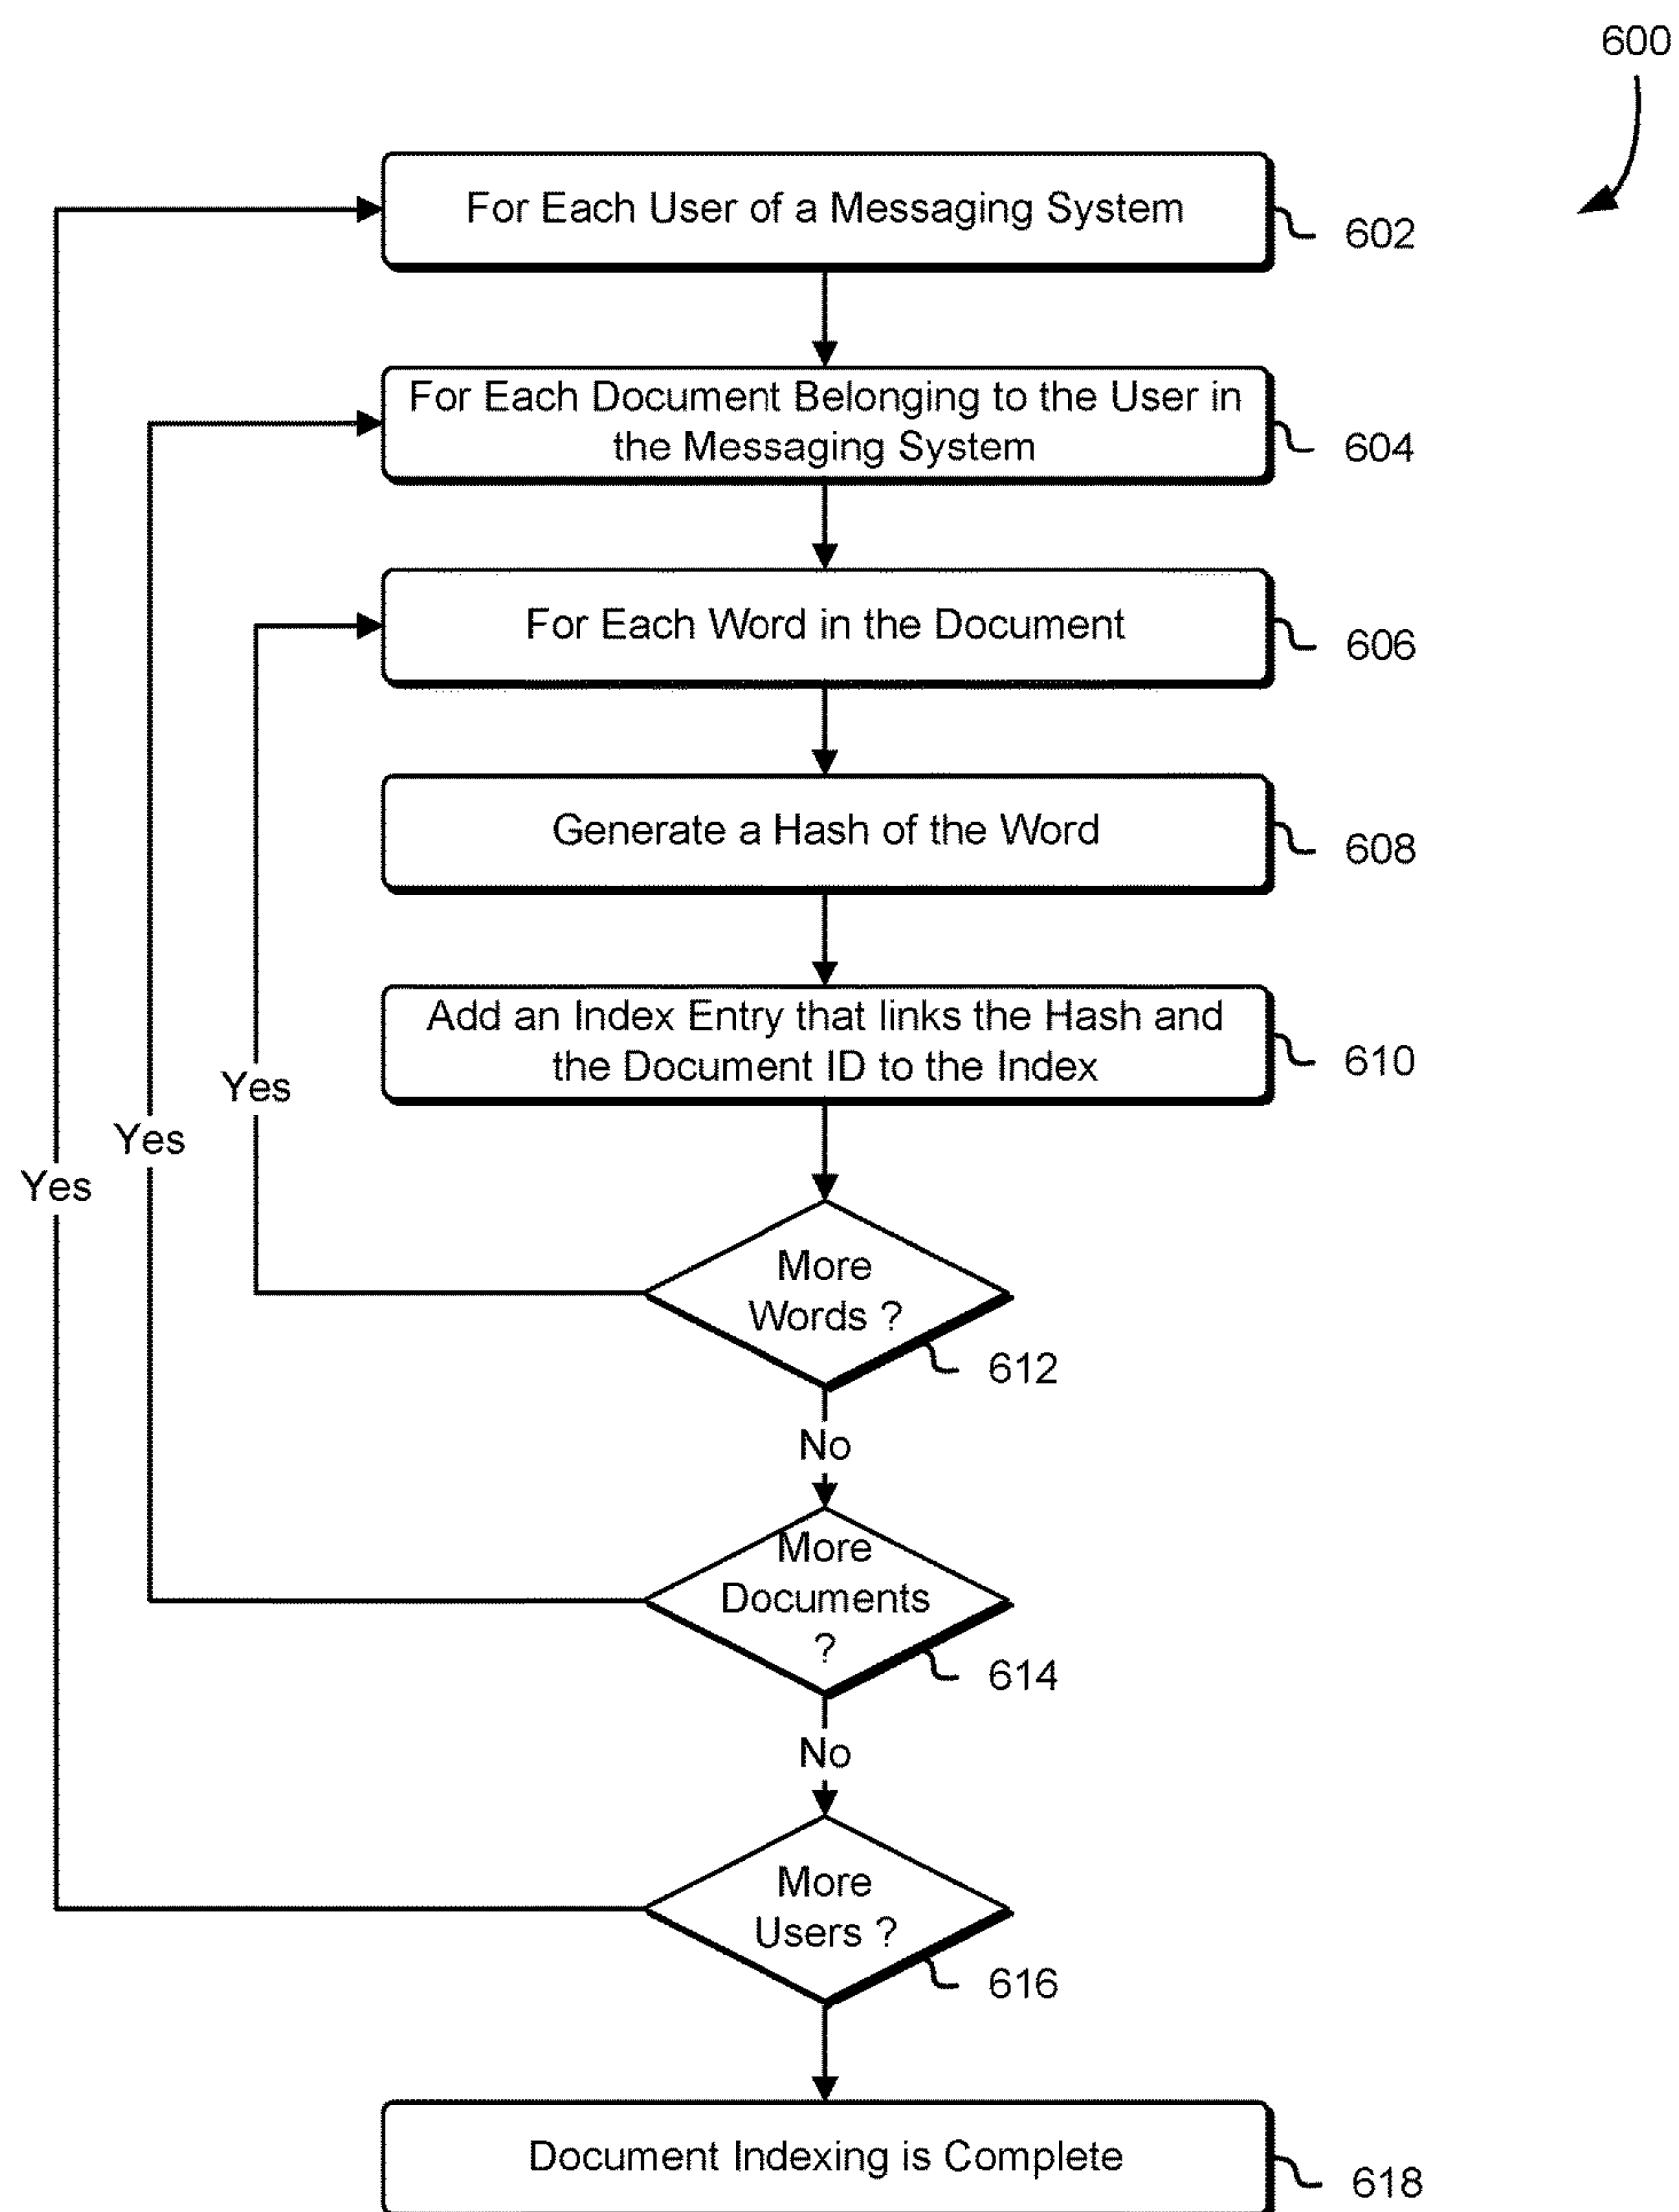 600
For Each User of a Messaging System
602
For Each Document Belonging to the User in
the Messaging System
604
For Each Word in the Document
606
Generate a Hash of the Word
608
Add an Index Entry that links the Hash and
the Document ID to the Index
610
Yes
Yes
Yes
More
Words ?
612
No
More
Documents
?
614
No
More
Users ?
616
Document Indexing is Complete
618